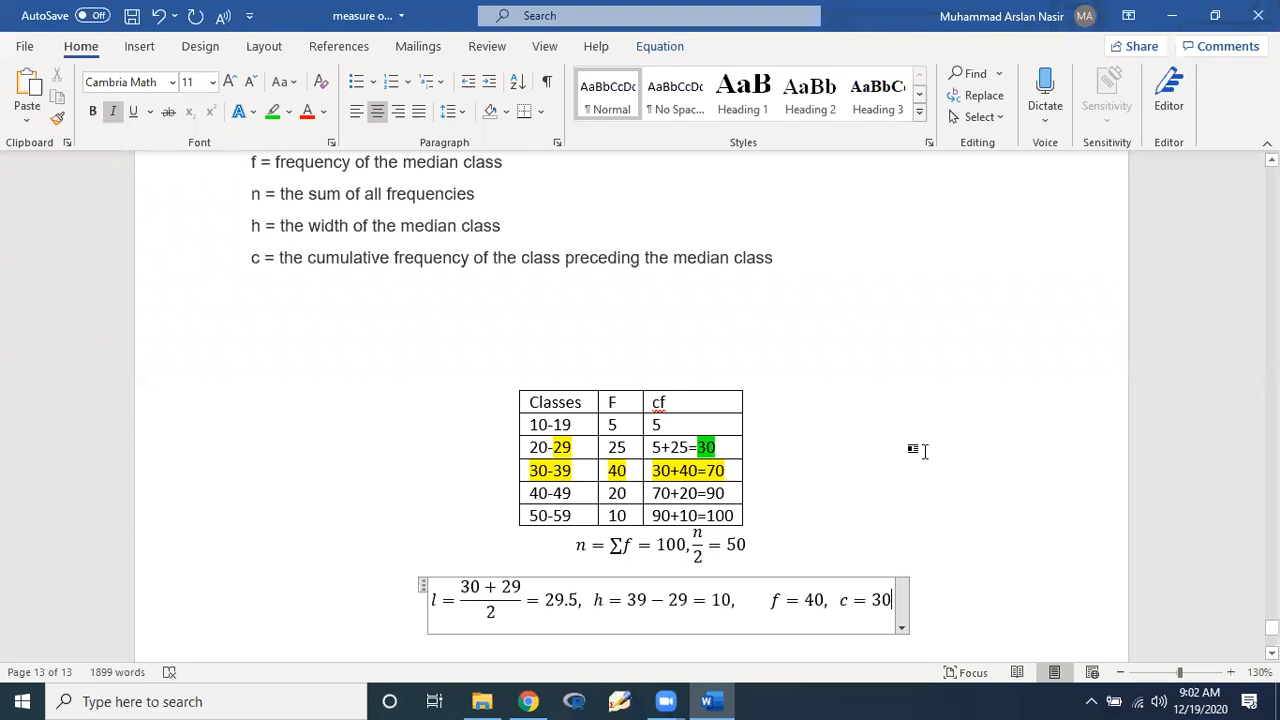 AutoSave Off measure o... Search Muhammad Arslan Nasir MA
File Home Insert Design Layout References Mailings Review View Help Equation Share Comments
Paste Cambria Math 11 A A Aa A
B I U ab x₂ x² A A
AaBbCcDc AaBbCcDc AaB AaBb AaBbC
¶ Normal ¶ No Spac... Heading 1 Heading 2 Heading 3
Find Replace Select Dictate Sensitivity Editor
Clipboard Font Paragraph Styles Editing Voice Sensitivity Editor
f = frequency of the median class
n = the sum of all frequencies
h = the width of the median class
c = the cumulative frequency of the class preceding the median class
Classes F cf
10-19 5 5
20-29 25 5+25=30
30-39 40 30+40=70
40-49 20 70+20=90
50-59 10 90+10=100
n = ∑f = 100, n/2 = 50
l = (30 + 29)/2 = 29.5, h = 39 − 29 = 10, f = 40, c = 30
Page 13 of 13 1899 words Focus 130%
Type here to search 9:02 AM
12/19/2020